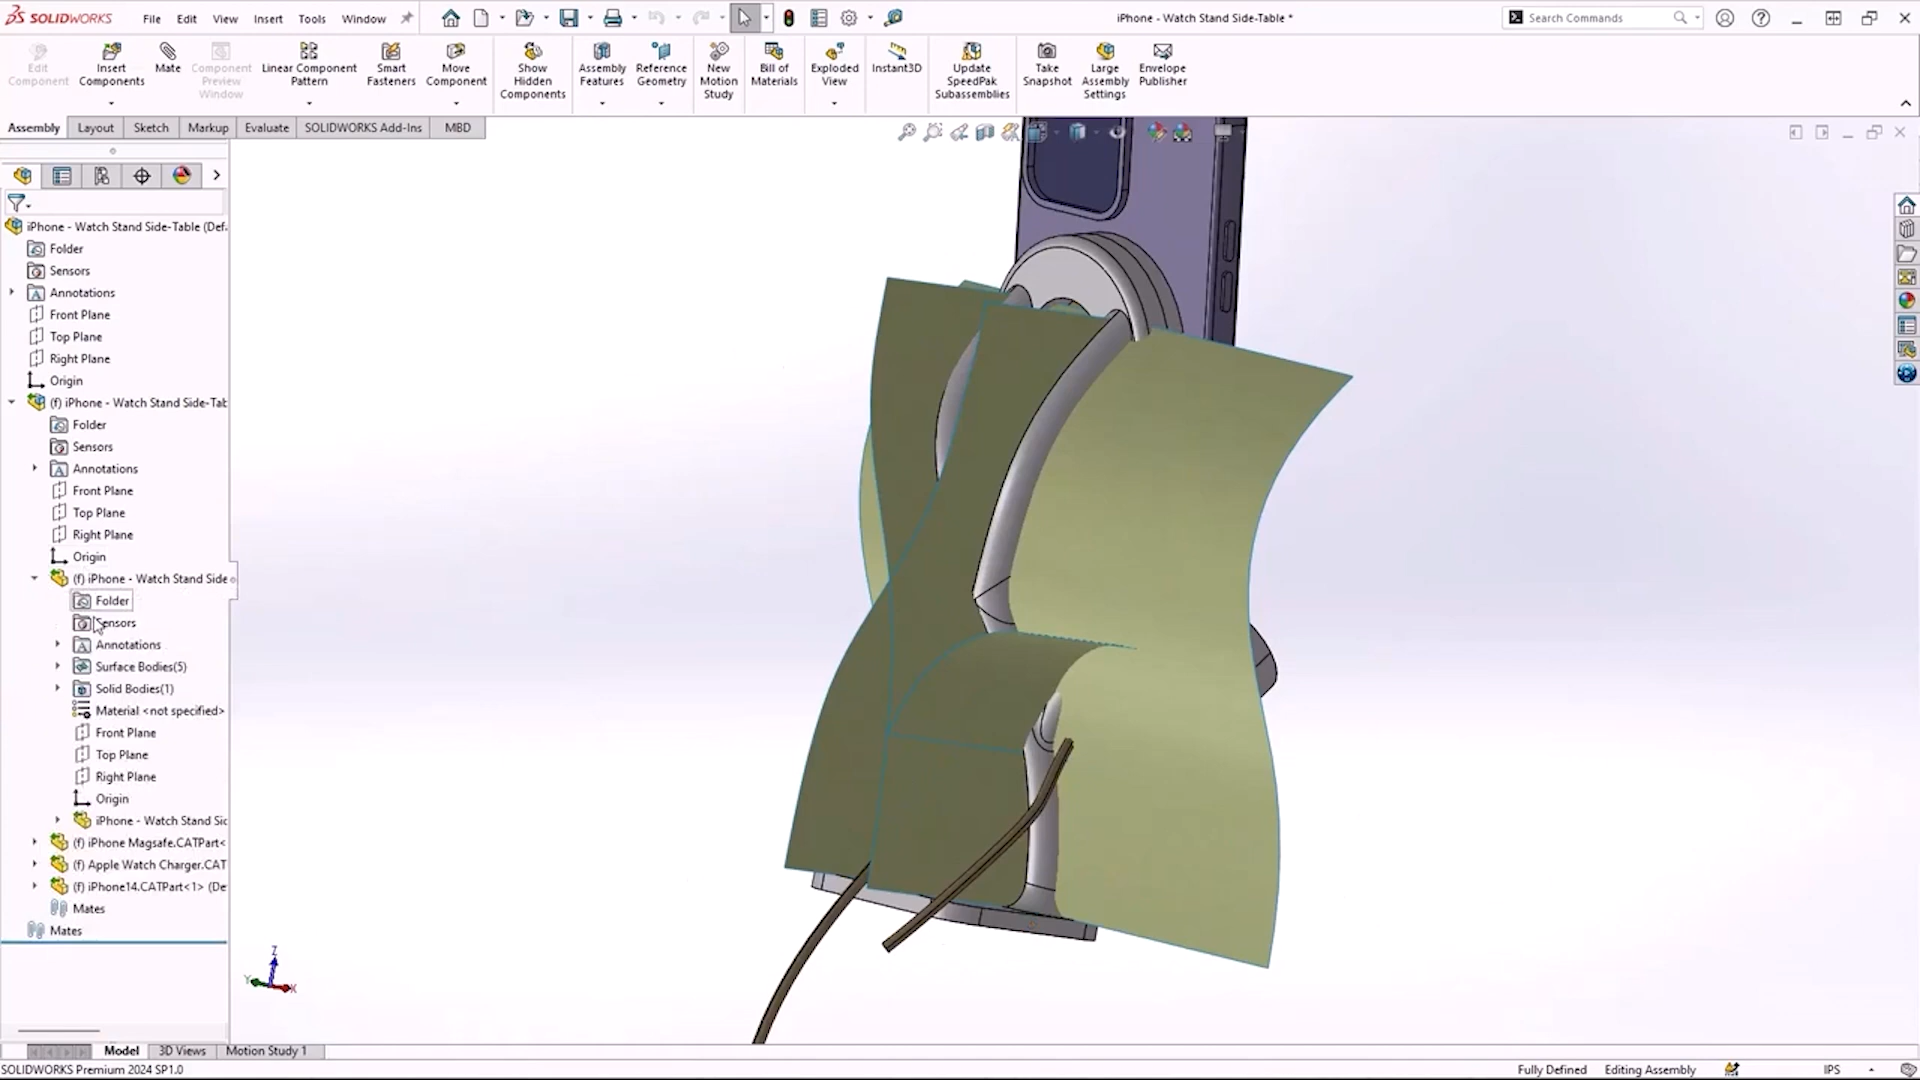 SOLIDWORKS File Edit View Insert Tools Window
iPhone - Watch Stand Side-Table *
Search Commands
Edit Component
Insert Components
Mate
Component Preview Window
Linear Component Pattern
Smart Fasteners
Move Component
Show Hidden Components
Assembly Features
Reference Geometry
New Motion Study
Bill of Materials
Exploded View
Instant3D
Update SpeedPak Subassemblies
Take Snapshot
Large Assembly Settings
Envelope Publisher
Assembly Layout Sketch Markup Evaluate SOLIDWORKS Add-Ins MBD
iPhone - Watch Stand Side-Table (Def
Folder
Sensors
Annotations
Front Plane
Top Plane
Right Plane
Origin
(f) iPhone - Watch Stand Side-Tab
Folder
Sensors
Annotations
Front Plane
Top Plane
Right Plane
Origin
(f) iPhone - Watch Stand Side
Folder
Sensors
Annotations
Surface Bodies(5)
Solid Bodies(1)
Material <not specified>
Front Plane
Top Plane
Right Plane
Origin
iPhone - Watch Stand Sid
(f) iPhone Magsafe.CATPart<
(f) Apple Watch Charger.CAT
(f) iPhone14.CATPart<1> (De
Mates
Mates
Z
Y
X
Model 3D Views Motion Study 1
SOLIDWORKS Premium 2024 SP1.0
Fully Defined Editing Assembly IPS